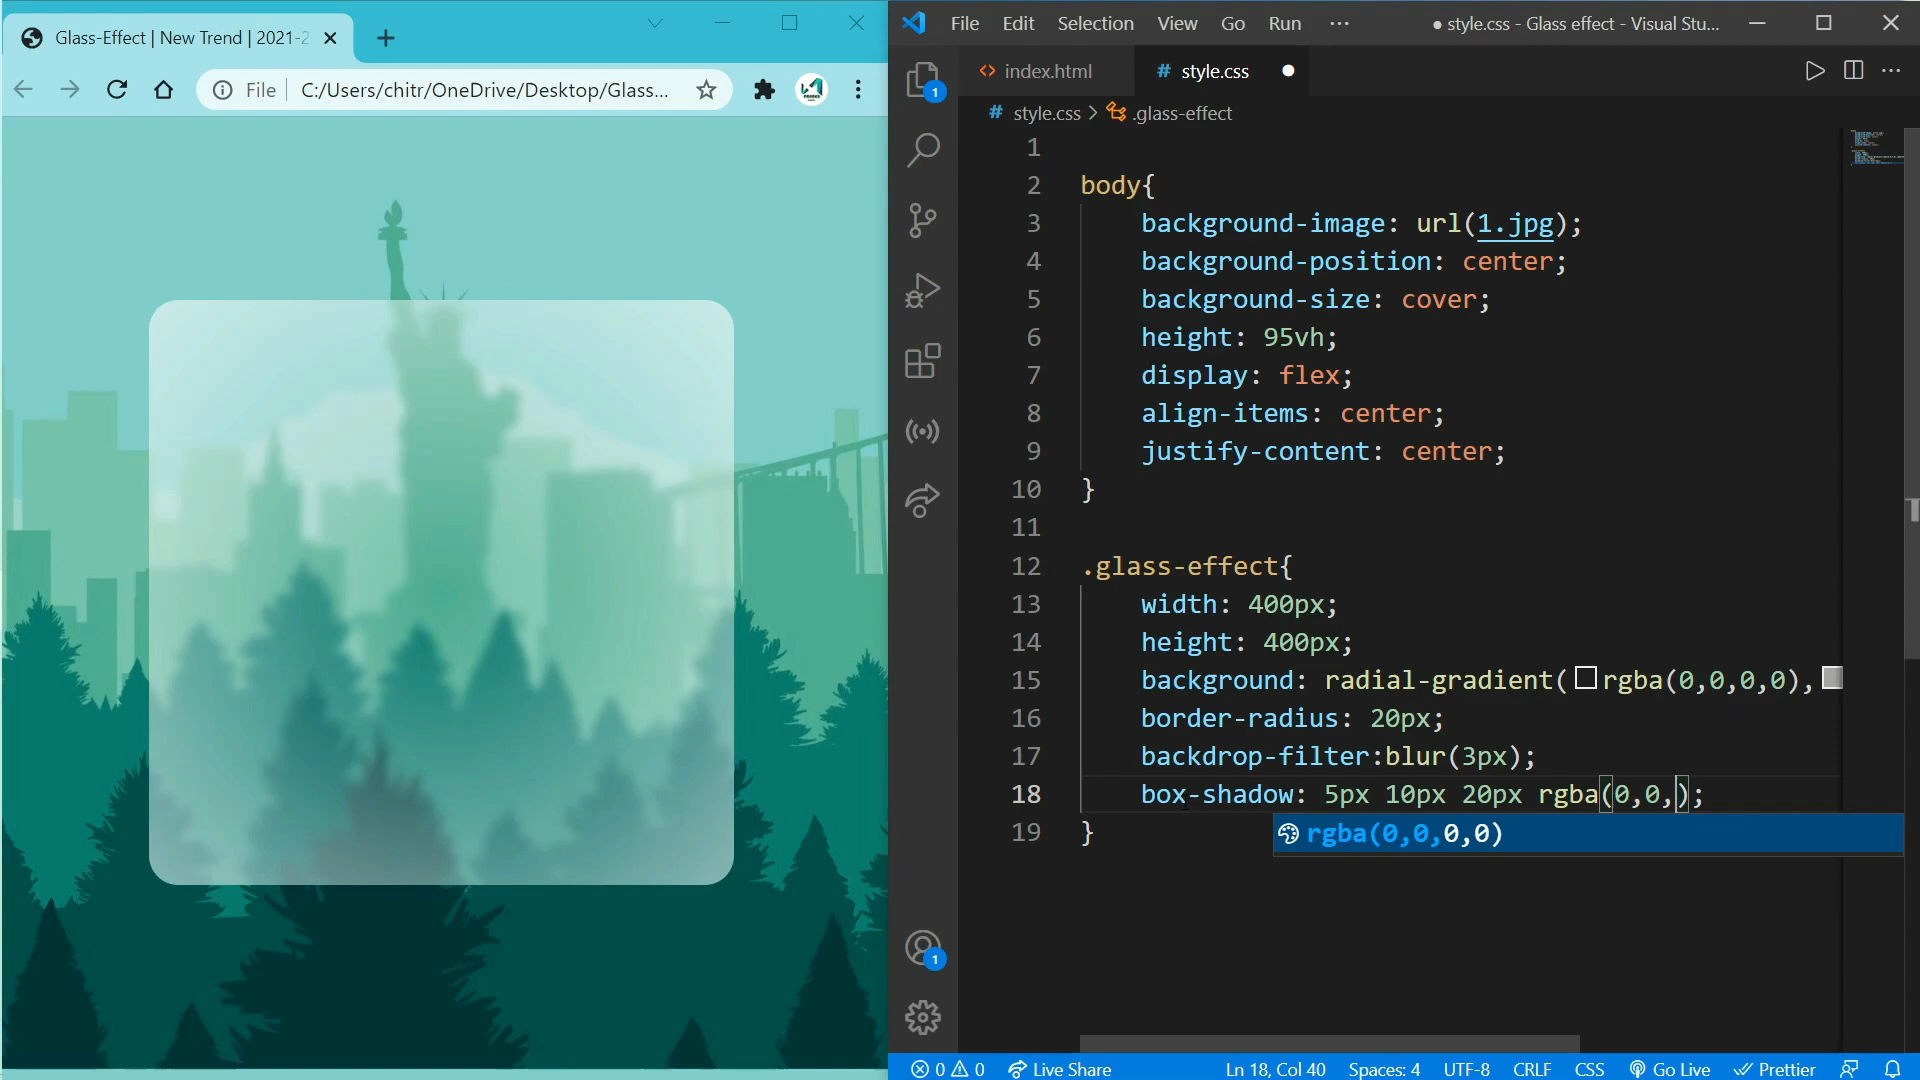 Glass-Effect | New Trend | 2021-2
File
C:/Users/chitr/OneDrive/Desktop/Glass...
File Edit Selection View Go Run ···
● style.css - Glass effect - Visual Stu...
1
<> index.html
# style.css ●
# style.css > .glass-effect
1
2 body{
3 background-image: url(1.jpg);
4 background-position: center;
5 background-size: cover;
6 height: 95vh;
7 display: flex;
8 align-items: center;
9 justify-content: center;
10 }
11
12 .glass-effect{
13 width: 400px;
14 height: 400px;
15 background: radial-gradient(rgba(0,0,0,0),
16 border-radius: 20px;
17 backdrop-filter:blur(3px);
18 box-shadow: 5px 10px 20px rgba(0,0,);
19 }
rgba(0,0,0,0)
1
0 0 Live Share Ln 18, Col 40 Spaces: 4 UTF-8 CRLF CSS Go Live Prettier